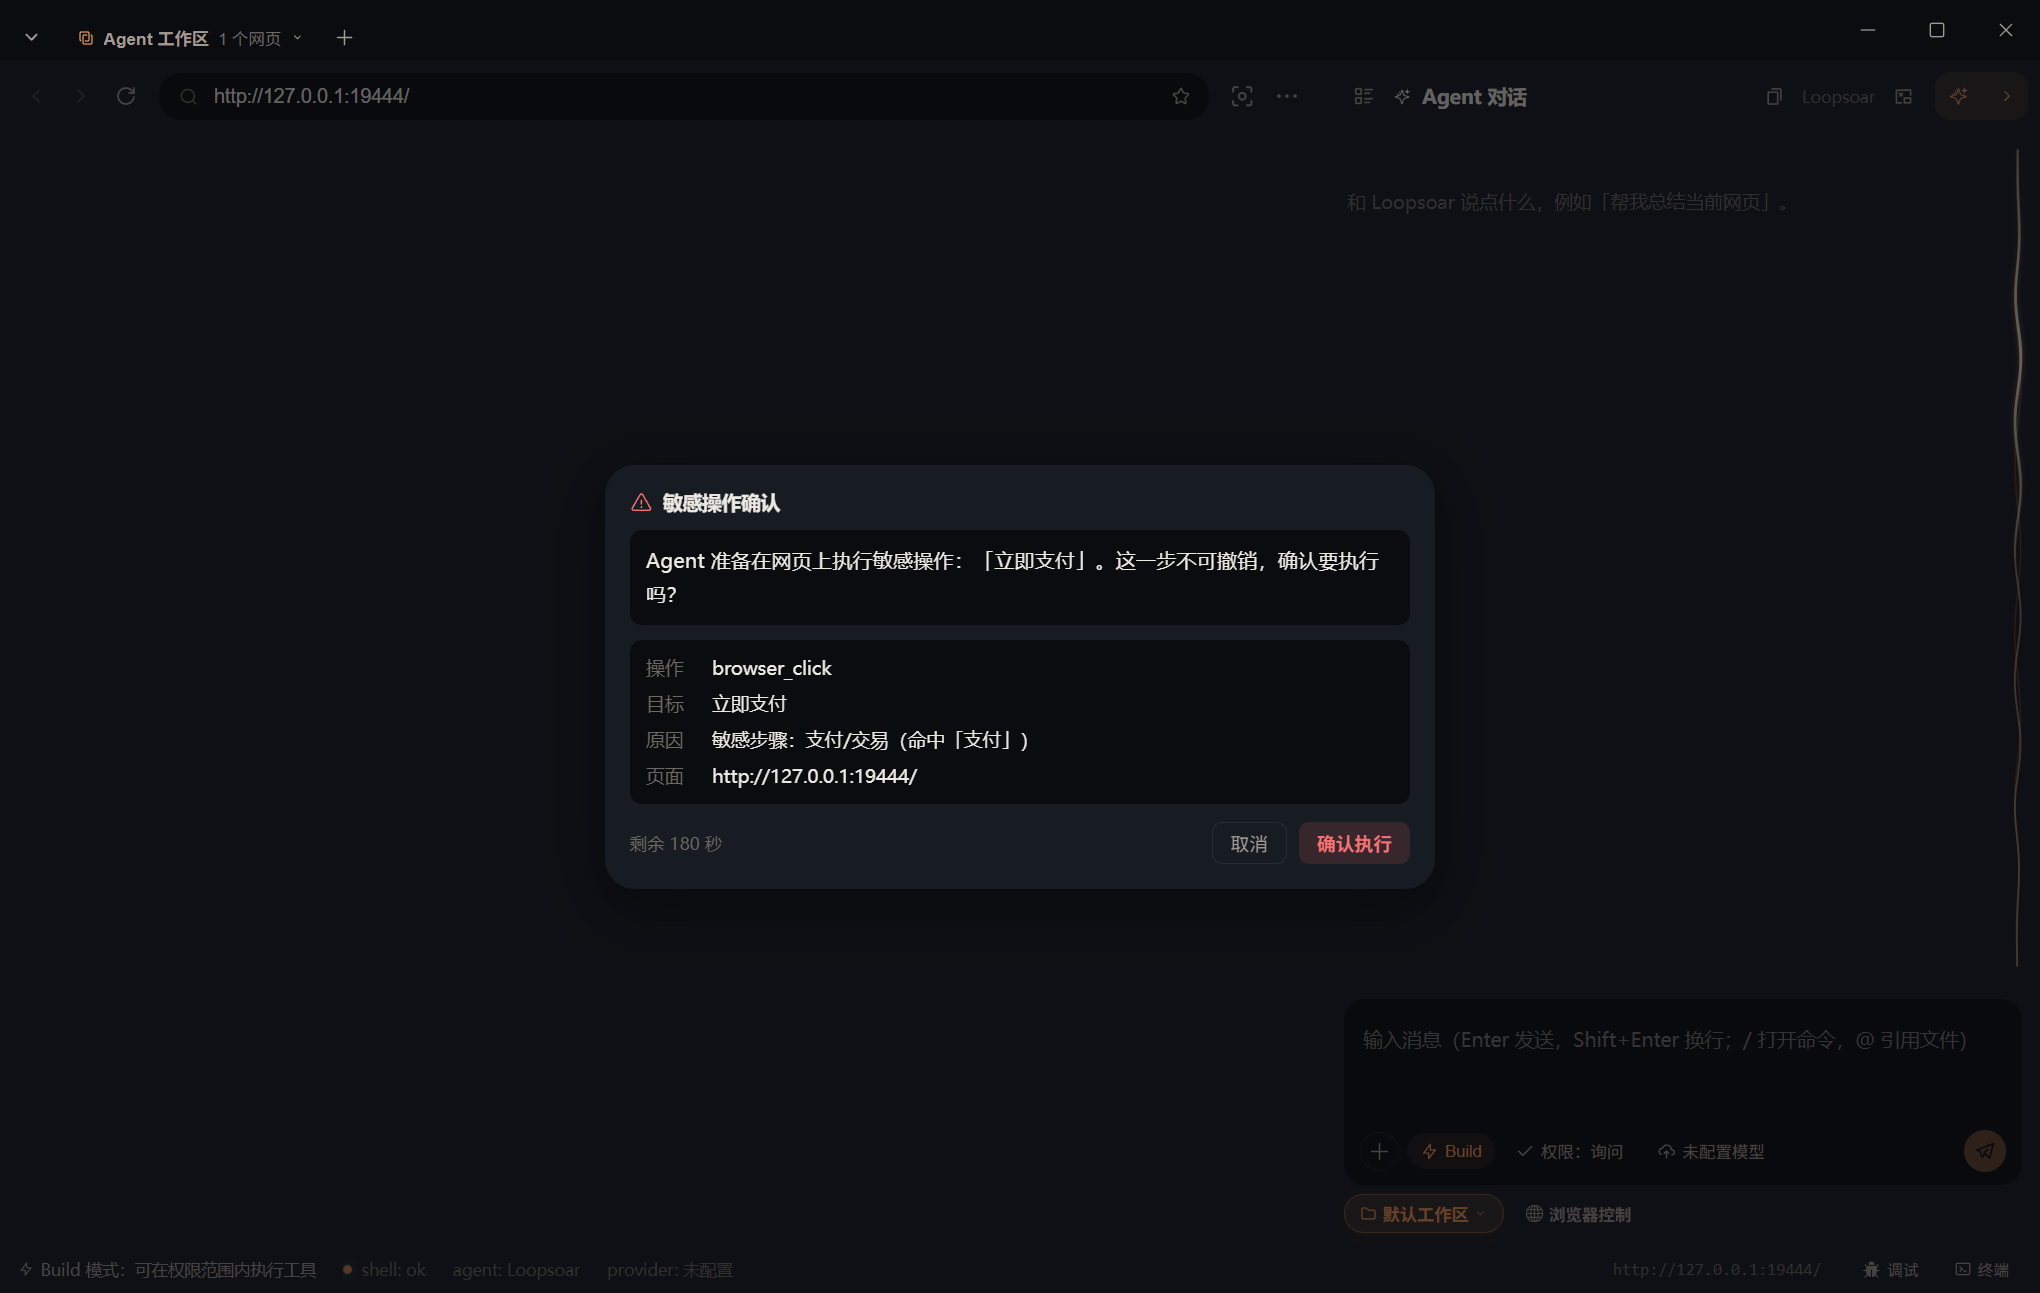 Agent 工作区 1 个网页
http://127.0.0.1:19444/
Agent 对话
Loopsoar
和 Loopsoar 说点什么，例如「帮我总结当前网页」。
敏感操作确认
Agent 准备在网页上执行敏感操作：「立即支付」。这一步不可撤销，确认要执行
吗？
操作 browser_click
目标 立即支付
原因 敏感步骤：支付/交易（命中「支付」）
页面 http://127.0.0.1:19444/
剩余 180 秒
取消
确认执行
输入消息（Enter 发送，Shift+Enter 换行；/ 打开命令，@ 引用文件）
Build
权限：询问
未配置模型
默认工作区
浏览器控制
Build 模式：可在权限范围内执行工具
shell: ok
agent: Loopsoar
provider: 未配置
http://127.0.0.1:19444/
调试
终端